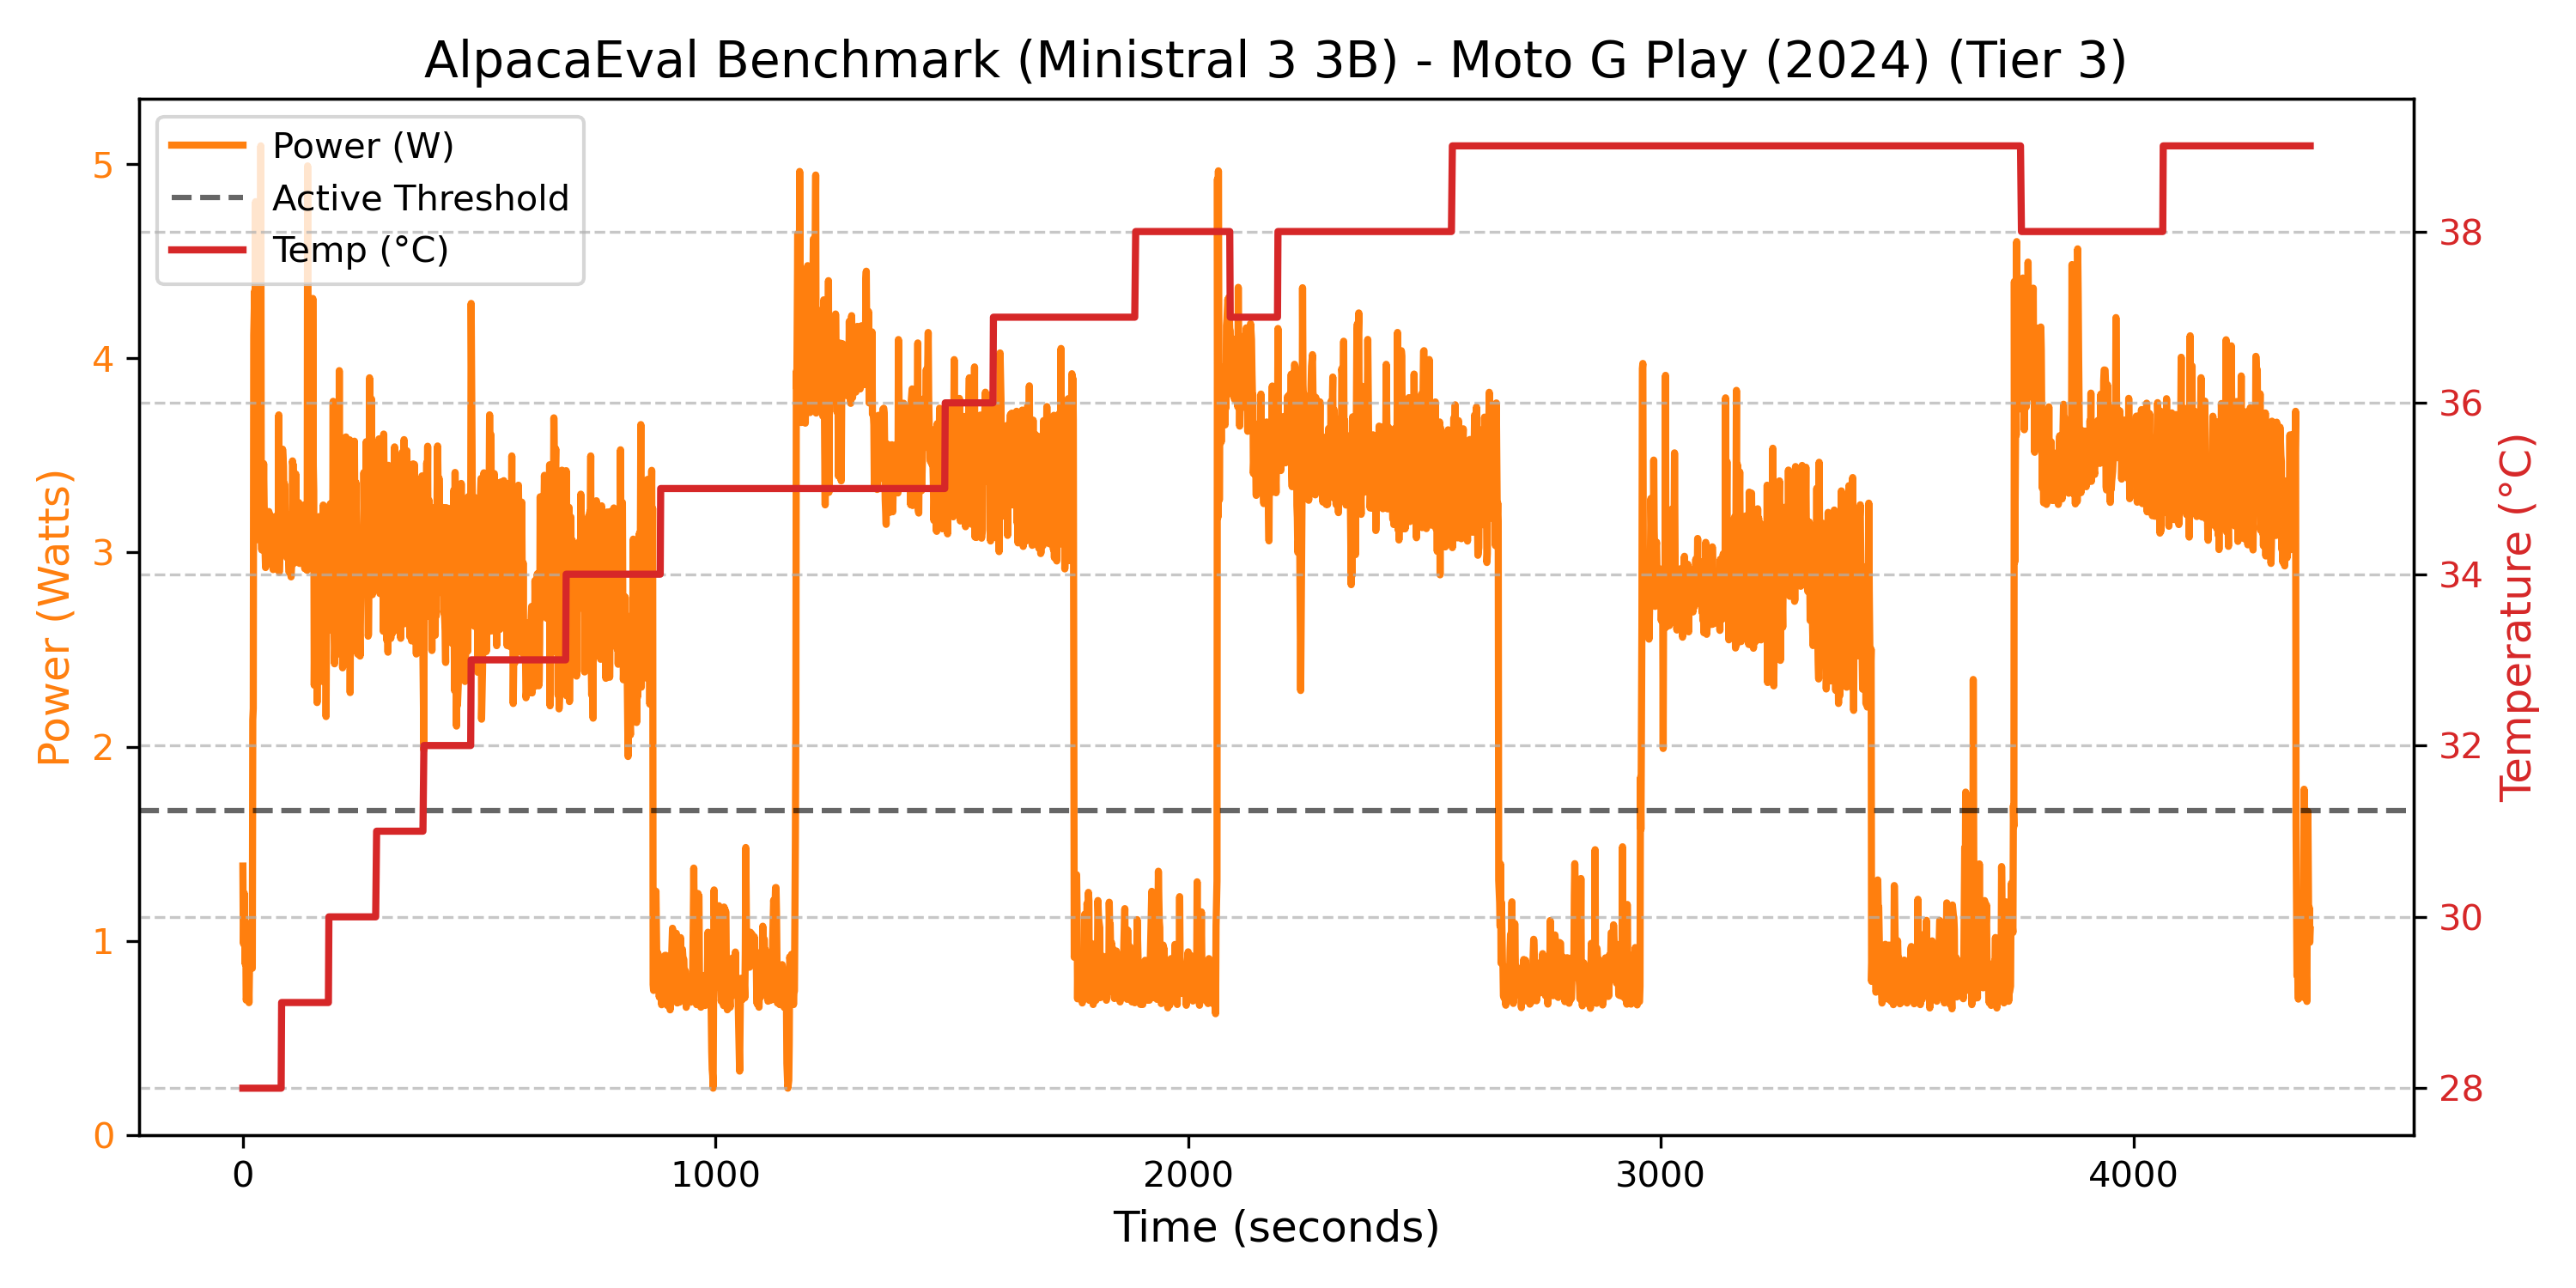 AlpacaEval Benchmark (Ministral 3 3B) - Moto G Play (2024) (Tier 3)
Power (W)
Active Threshold
Temp (°C)
Power (Watts)
5
4
3
2
1
0
38
36
34
32
30
28
Temperature (°C)
0 1000 2000 3000 4000
Time (seconds)